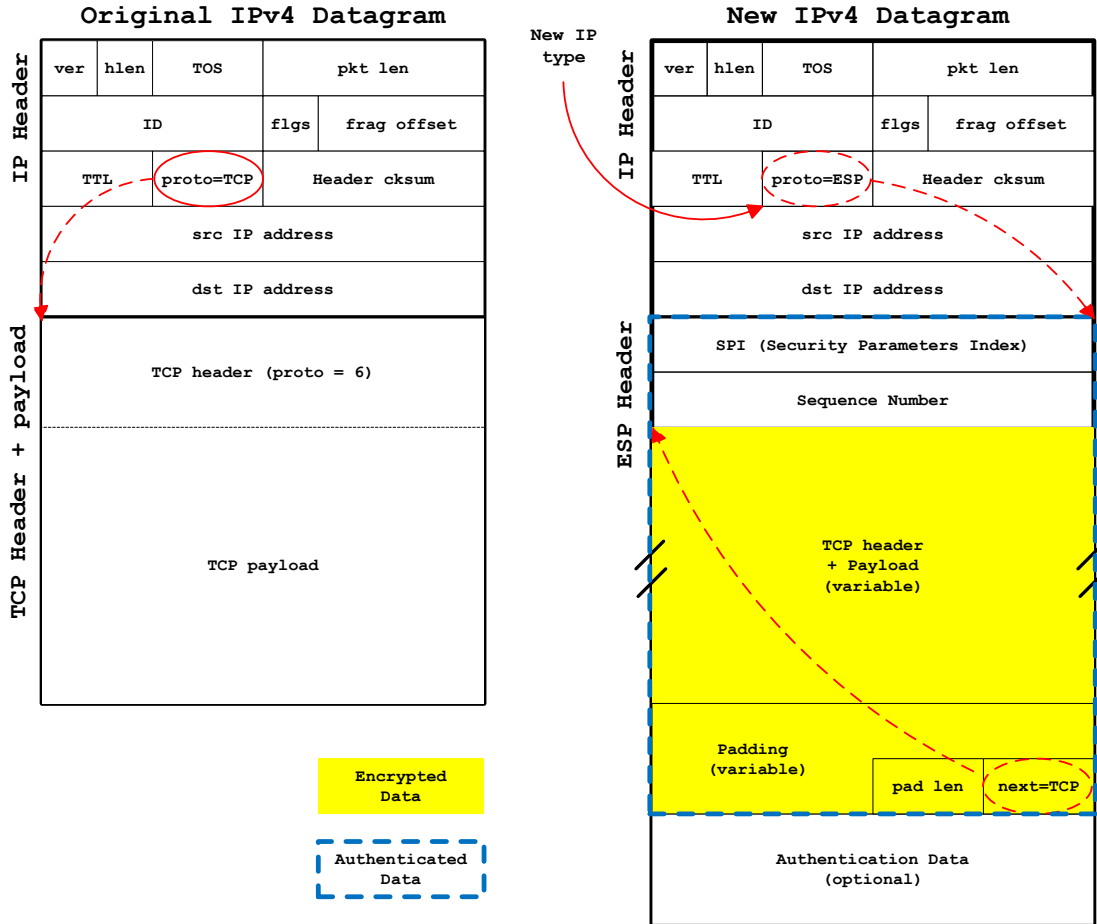 Original IPv4 Datagram
IP Header
ver hlen TOS pkt len
ID flgs frag offset
TTL proto=TCP Header cksum
src IP address
dst IP address
TCP Header + payload
TCP header (proto = 6)
TCP payload
Encrypted
Data
Authenticated
Data
New IPv4 Datagram
New IP
type
IP Header
ver hlen TOS pkt len
ID flgs frag offset
TTL proto=ESP Header cksum
src IP address
dst IP address
ESP Header
SPI (Security Parameters Index)
Sequence Number
TCP header
+ Payload
(variable)
Padding
(variable)
pad len next=TCP
Authentication Data
(optional)